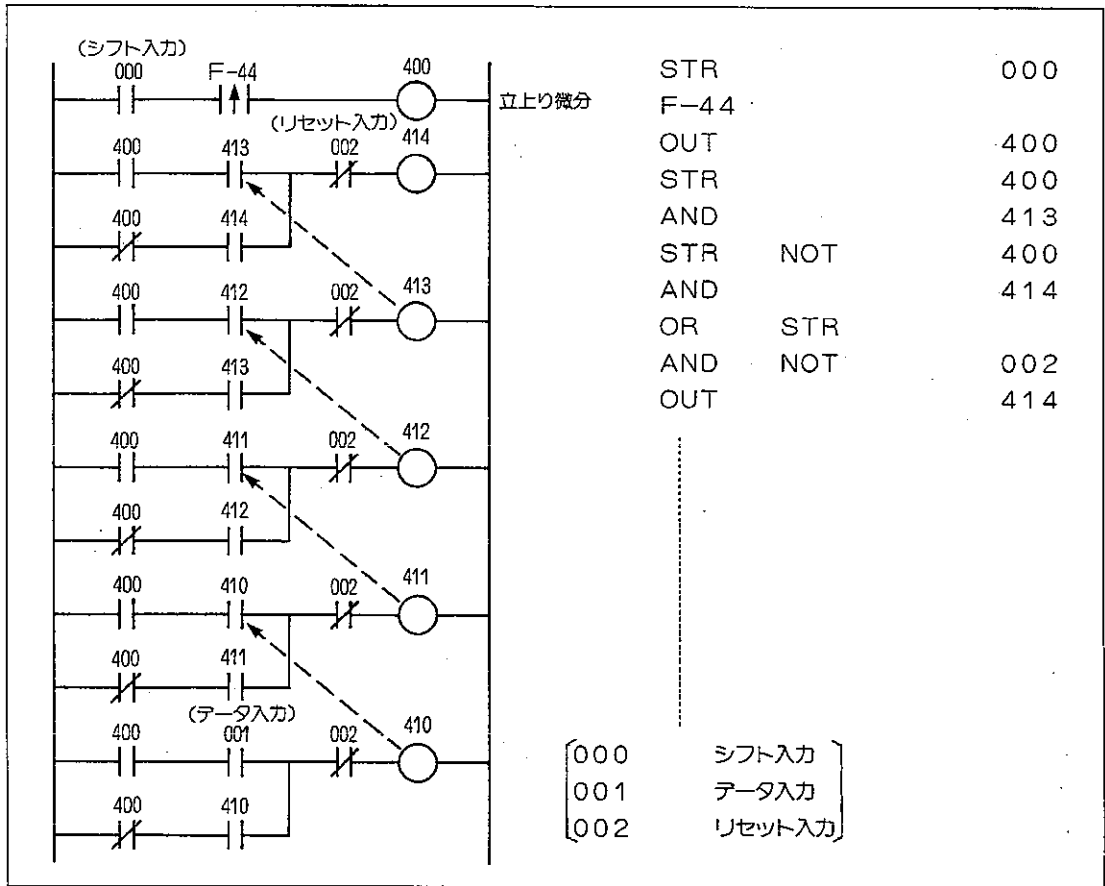 (シフト入力)
000 F-44 400
立上り微分
(リセット入力)
400 413 002 414
400 414
400 412 002 413
400 413
400 411 002 412
400 412
400 410 002 411
400 411
(データ入力)
400 001 002 410
400 410
STR 000
F-44
OUT 400
STR 400
AND 413
STR NOT 400
AND 414
OR STR
AND NOT 002
OUT 414
000 シフト入力
001 データ入力
002 リセット入力